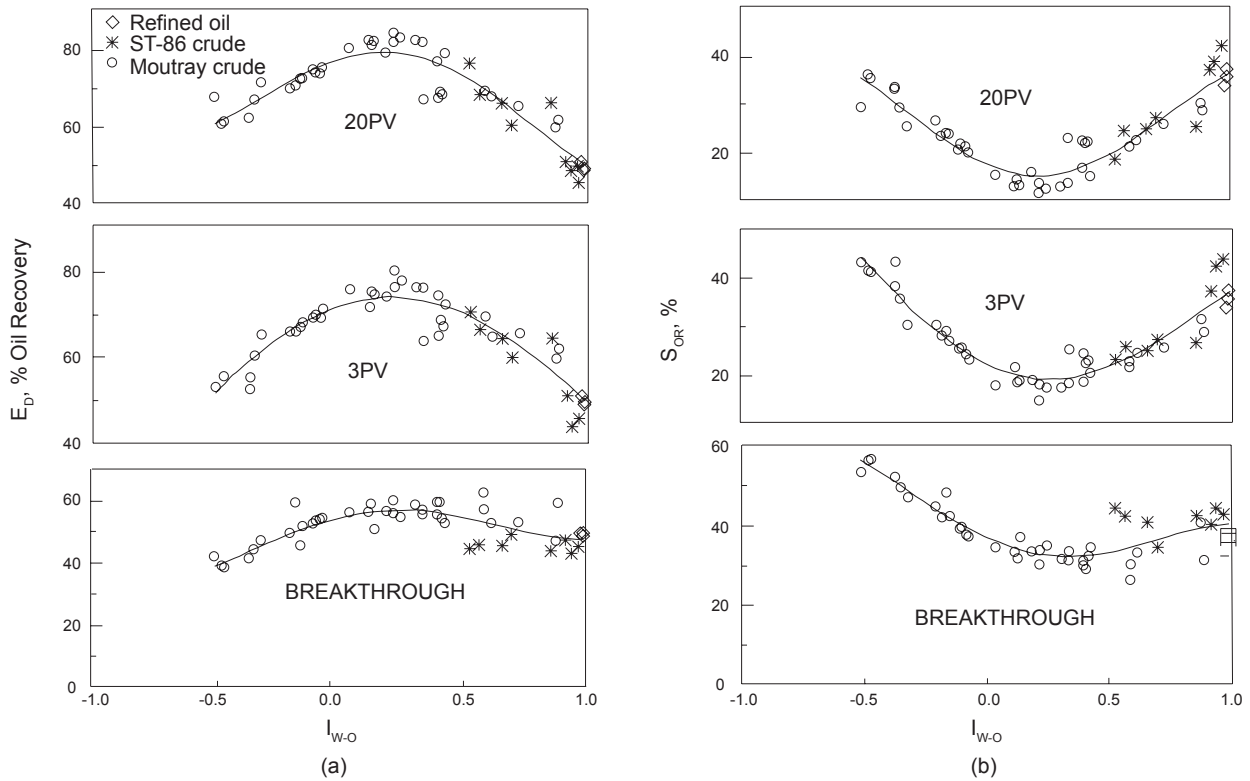 Refined oil
ST-86 crude
Moutray crude
80
60
40
20PV
80
60
40
3PV
60
40
20
0
BREAKTHROUGH
-1.0
-0.5
0.0
0.5
1.0
E_D, % Oil Recovery
I_W-O
(a)
40
20
20PV
40
20
3PV
60
40
20
0
BREAKTHROUGH
-1.0
-0.5
0.0
0.5
1.0
S_OR, %
I_W-O
(b)